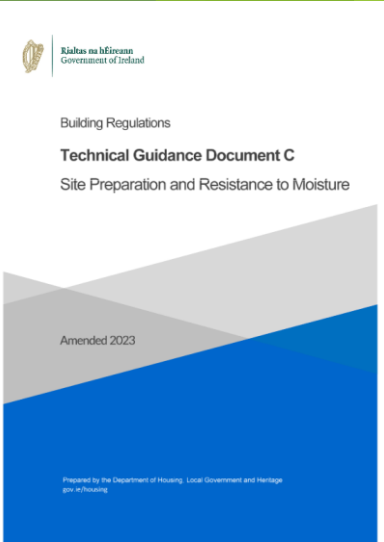 Rialtas na hÉireann
Government of Ireland
Building Regulations
Technical Guidance Document C
Site Preparation and Resistance to Moisture
Amended 2023
Prepared by the Department of Housing, Local Government and Heritage
gov.ie/housing